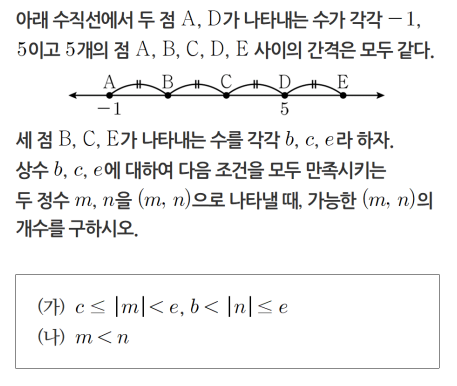 아래 수직선에서 두 점 A, D가 나타내는 수가 각각 −1,
5이고 5개의 점 A, B, C, D, E 사이의 간격은 모두 같다.
A B C D E
−1 5
세 점 B, C, E가 나타내는 수를 각각 b, c, e라 하자.
상수 b, c, e에 대하여 다음 조건을 모두 만족시키는
두 정수 m, n을 (m, n)으로 나타낼 때, 가능한 (m, n)의
개수를 구하시오.
(가) c ≤ |m| < e, b < |n| ≤ e
(나) m < n